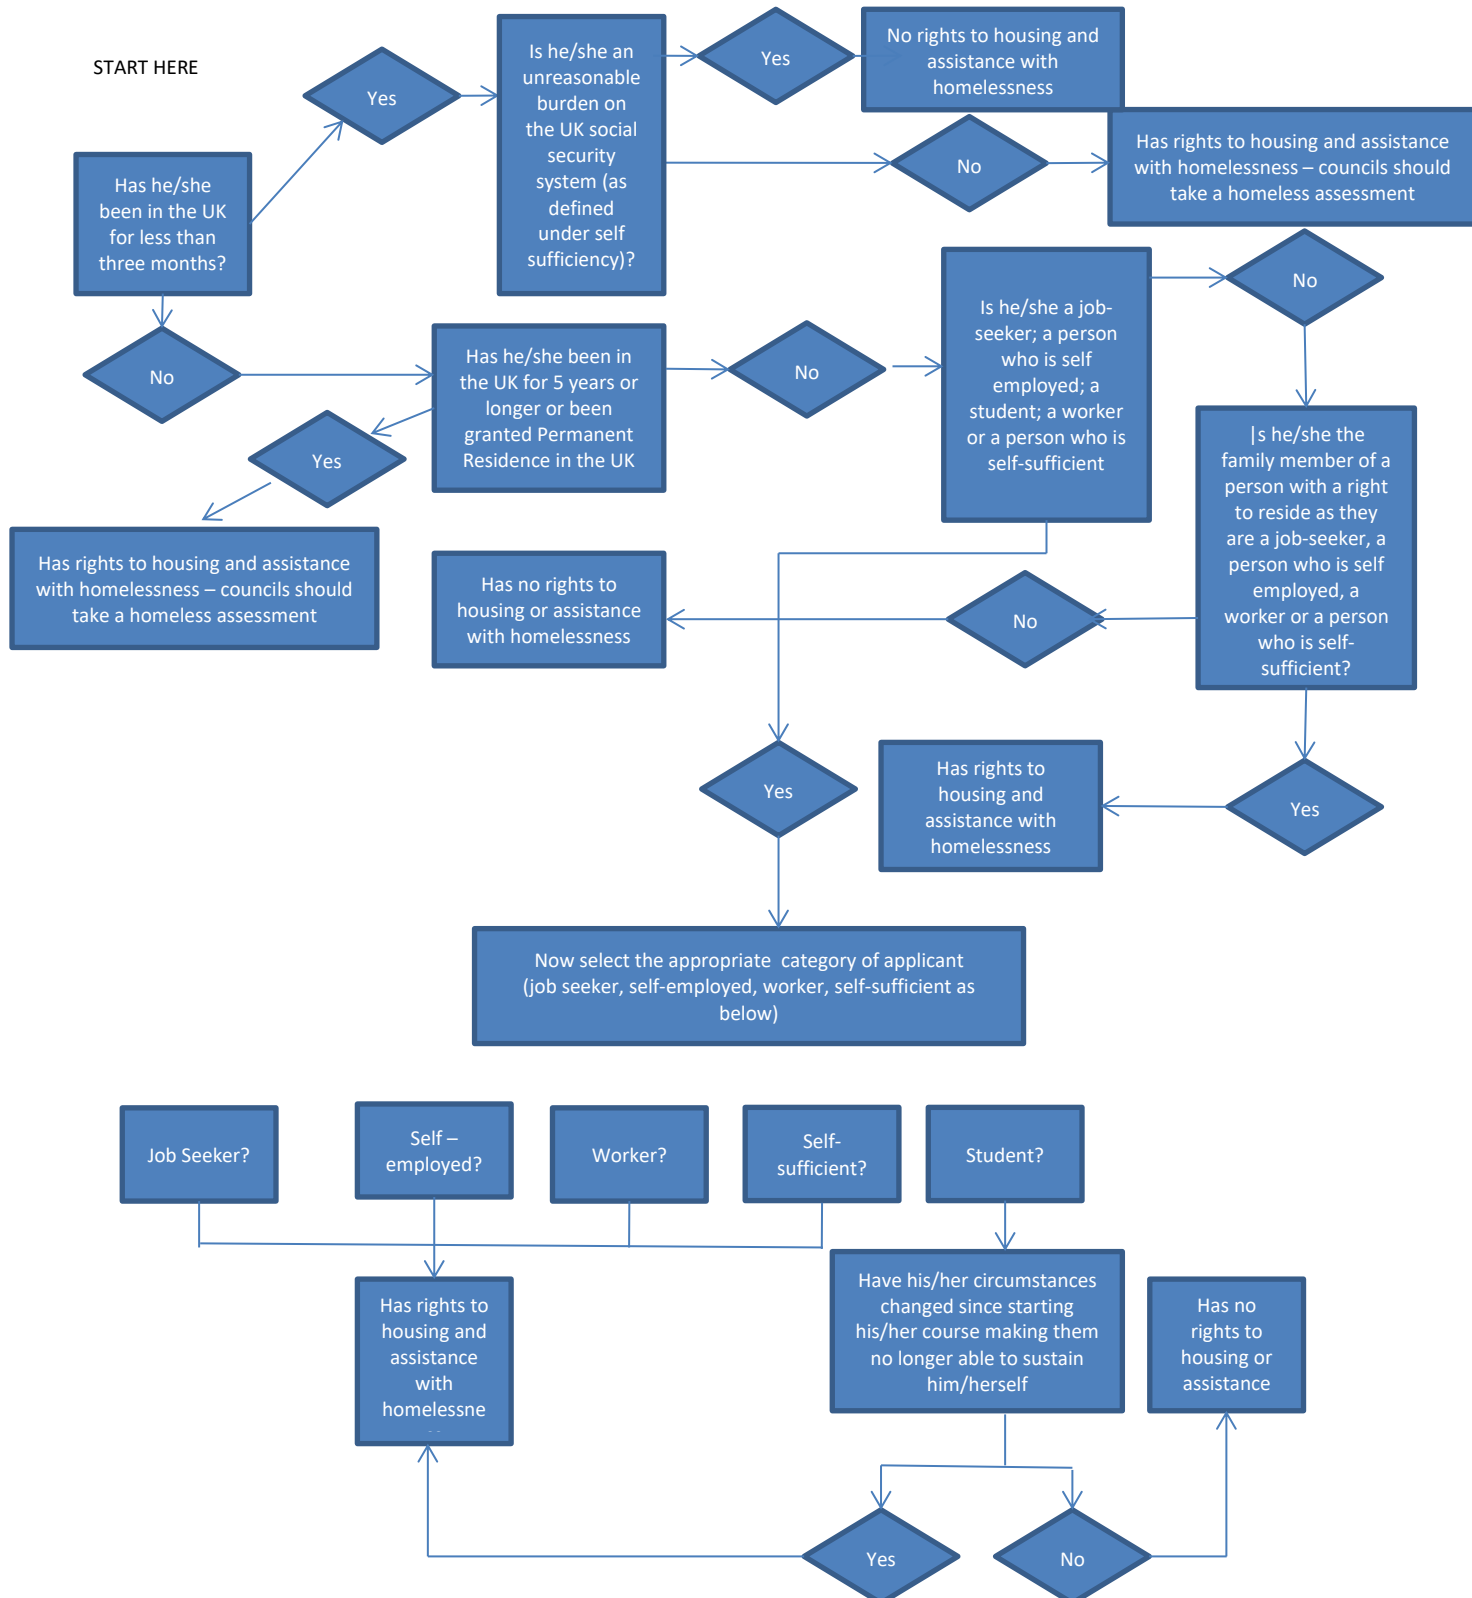 START HERE
Has he/she
been in the UK
for less than
three months?
Yes
Is he/she an
unreasonable
burden on
the UK social
security
system (as
defined
under self
sufficiency)?
Yes
No rights to housing and
assistance with
homelessness
No
Has rights to housing and assistance
with homelessness – councils should
take a homeless assessment
No
Has he/she been in
the UK for 5 years or
longer or been
granted Permanent
Residence in the UK
Yes
Has rights to housing and assistance
with homelessness – councils should
take a homeless assessment
No
Is he/she a job-
seeker; a person
who is self
employed; a
student; a worker
or a person who is
self-sufficient
No
|s he/she the
family member of a
person with a right
to reside as they
are a job-seeker, a
person who is self
employed, a
worker or a person
who is self-
sufficient?
No
Has no rights to
housing or assistance
with homelessness
Yes
Has rights to
housing and
assistance with
homelessness
Yes
Now select the appropriate  category of applicant
(job seeker, self-employed, worker, self-sufficient as
below)
Job Seeker?
Self –
employed?
Worker?
Self-
sufficient?
Student?
Has rights to
housing and
assistance
with
homelessne
Have his/her circumstances
changed since starting
his/her course making them
no longer able to sustain
him/herself
Has no
rights to
housing or
assistance
Yes
No